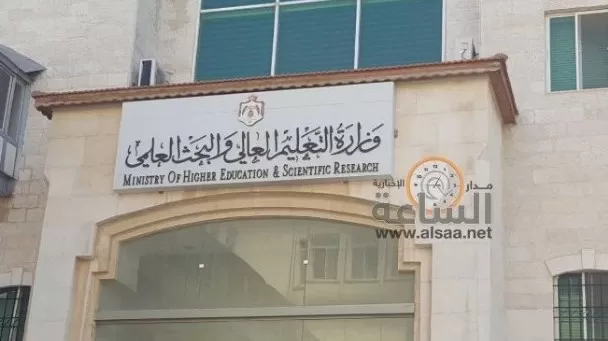 وزارة التعليم العالي والبحث العلمي
MINISTRY OF HIGHER EDUCATION & SCIENTIFIC RESEARCH
مدار
الإخبارية
الساعة
www.alsaa.net